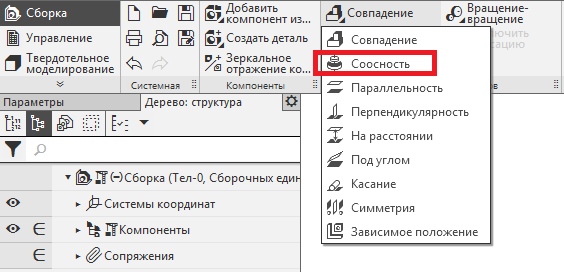 Сборка
Управление
Твердотельное
моделирование
Системная
Добавить
компонент из...
Создать деталь
Зеркальное
отражение ко...
Компоненты
Совпадение
Вращение-
вращение
Совпадение
Соосность
Параллельность
Перпендикулярность
На расстоянии
Под углом
Касание
Симметрия
Зависимое положение
Параметры
Дерево: структура
(-)Сборка (Тел-0, Сборочных един
Системы координат
Компоненты
Сопряжения